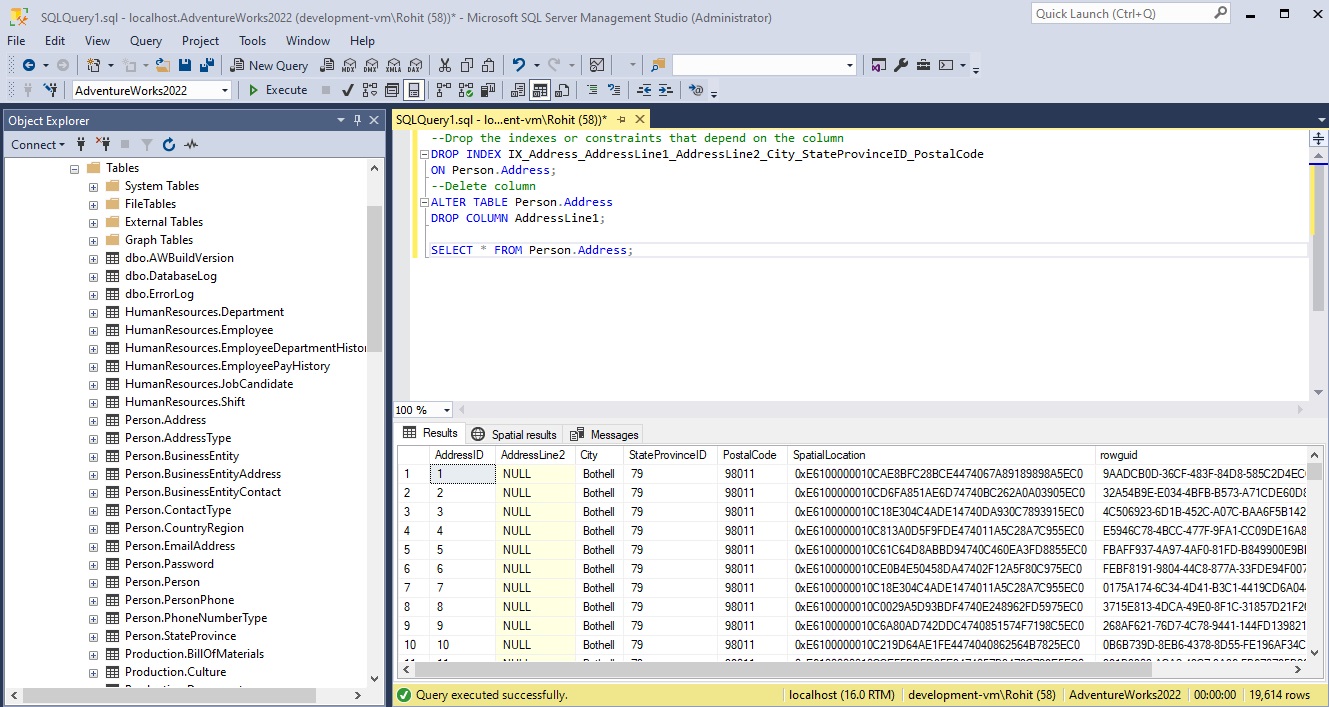 SQLQuery1.sql - localhost.AdventureWorks2022 (development-vm\Rohit (58))* - Microsoft SQL Server Management Studio (Administrator)
Quick Launch (Ctrl+Q)
File Edit View Query Project Tools Window Help
New Query MDX DMX XMLA DAX
AdventureWorks2022 Execute
Object Explorer
Connect
Tables
System Tables
FileTables
External Tables
Graph Tables
dbo.AWBuildVersion
dbo.DatabaseLog
dbo.ErrorLog
HumanResources.Department
HumanResources.Employee
HumanResources.EmployeeDepartmentHistor
HumanResources.EmployeePayHistory
HumanResources.JobCandidate
HumanResources.Shift
Person.Address
Person.AddressType
Person.BusinessEntity
Person.BusinessEntityAddress
Person.BusinessEntityContact
Person.ContactType
Person.CountryRegion
Person.EmailAddress
Person.Password
Person.Person
Person.PersonPhone
Person.PhoneNumberType
Person.StateProvince
Production.BillOfMaterials
Production.Culture
SQLQuery1.sql - lo...ent-vm\Rohit (58))*
--Drop the indexes or constraints that depend on the column
DROP INDEX IX_Address_AddressLine1_AddressLine2_City_StateProvinceID_PostalCode
ON Person.Address;
--Delete column
ALTER TABLE Person.Address
DROP COLUMN AddressLine1;
SELECT * FROM Person.Address;
100 %
Results Spatial results Messages
AddressID AddressLine2 City StateProvinceID PostalCode SpatialLocation rowguid
1 1 NULL Bothell 79 98011 0xE6100000010CAE8BFC28BCE4474067A89189898A5EC0 9AADCB0D-36CF-483F-84D8-585C2D4EC
2 2 NULL Bothell 79 98011 0xE6100000010CD6FA851AE6D74740BC262A0A03905EC0 32A54B9E-E034-4BFB-B573-A71CDE60D8
3 3 NULL Bothell 79 98011 0xE6100000010C18E304C4ADE14740DA930C7893915EC0 4C506923-6D1B-452C-A07C-BAA6F5B142
4 4 NULL Bothell 79 98011 0xE6100000010C813A0D5F9FDE474011A5C28A7C955EC0 E5946C78-4BCC-477F-9FA1-CC09DE16A8
5 5 NULL Bothell 79 98011 0xE6100000010C61C64D8ABBD94740C460EA3FD8855EC0 FBAFF937-4A97-4AF0-81FD-B849900E9BI
6 6 NULL Bothell 79 98011 0xE6100000010CE0B4E50458DA47402F12A5F80C975EC0 FEBF8191-9804-44C8-877A-33FDE94F007
7 7 NULL Bothell 79 98011 0xE6100000010C18E304C4ADE1474011A5C28A7C955EC0 0175A174-6C34-4D41-B3C1-4419CD6A04
8 8 NULL Bothell 79 98011 0xE6100000010C0029A5D93BDF4740E248962FD5975EC0 3715E813-4DCA-49E0-8F1C-31857D21F2
9 9 NULL Bothell 79 98011 0xE6100000010C6A80AD742DDC4740851574F7198C5EC0 268AF621-76D7-4C78-9441-144FD139821
10 10 NULL Bothell 79 98011 0xE6100000010C219D64AE1FE4474040862564B7825EC0 0B6B739D-8EB6-4378-8D55-FE196AF34C
Query executed successfully. localhost (16.0 RTM) development-vm\Rohit (58) AdventureWorks2022 00:00:00 19,614 rows